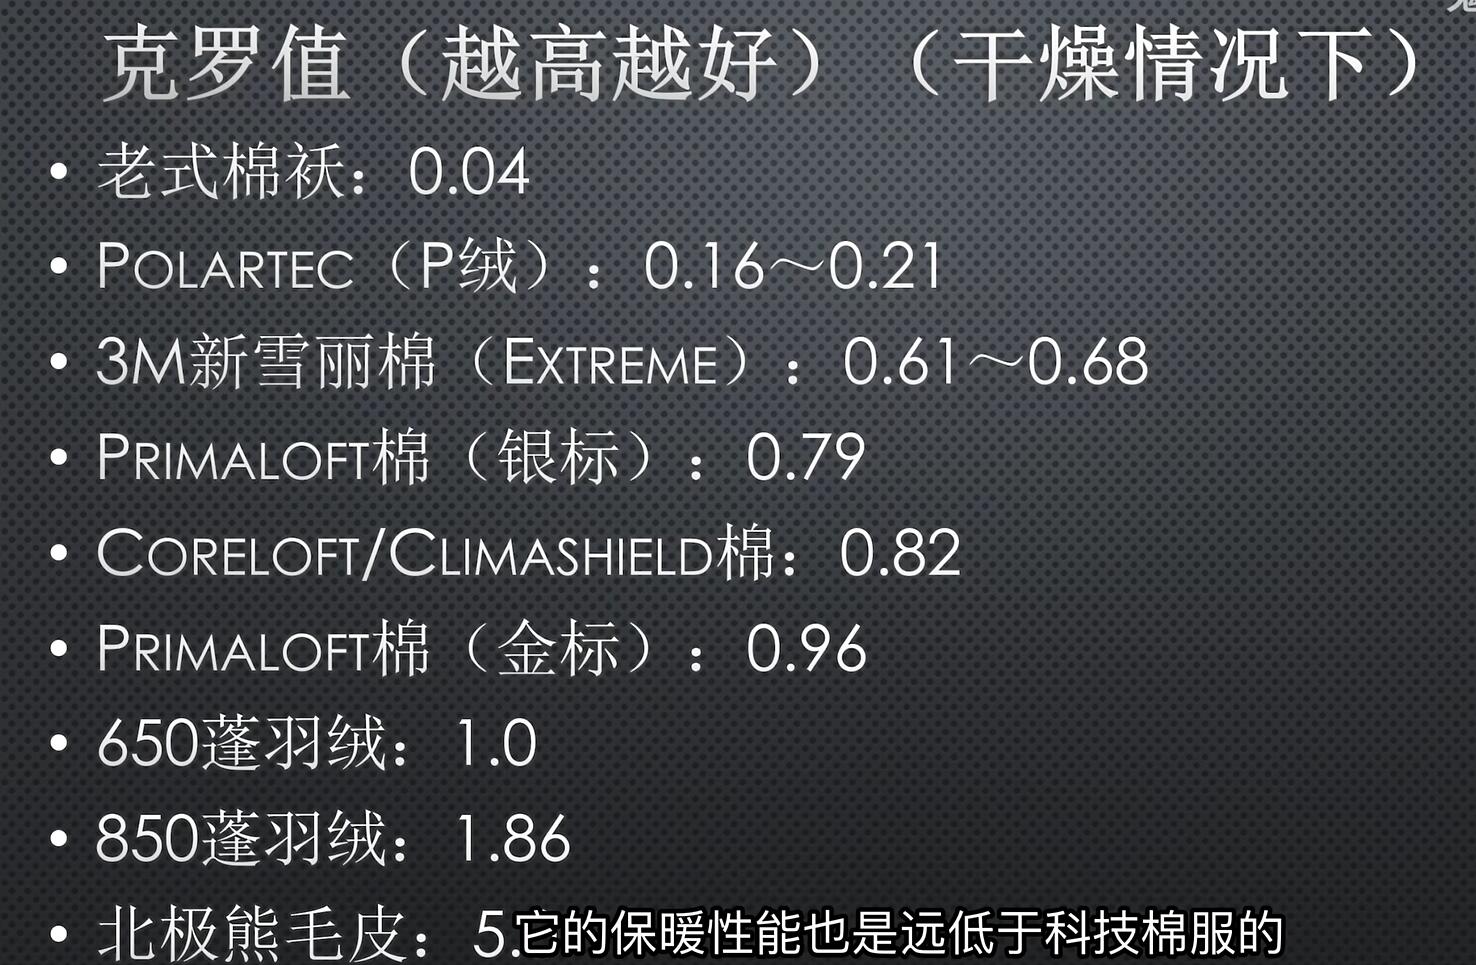 克罗值（越高越好）（干燥情况下）
• 老式棉袄：0.04
• POLARTEC（P绒）：0.16～0.21
• 3M新雪丽棉（EXTREME）：0.61～0.68
• PRIMALOFT棉（银标）：0.79
• CORELOFT/CLIMASHIELD棉：0.82
• PRIMALOFT棉（金标）：0.96
• 650蓬羽绒：1.0
• 850蓬羽绒：1.86
• 北极熊毛皮：5.
它的保暖性能也是远低于科技棉服的